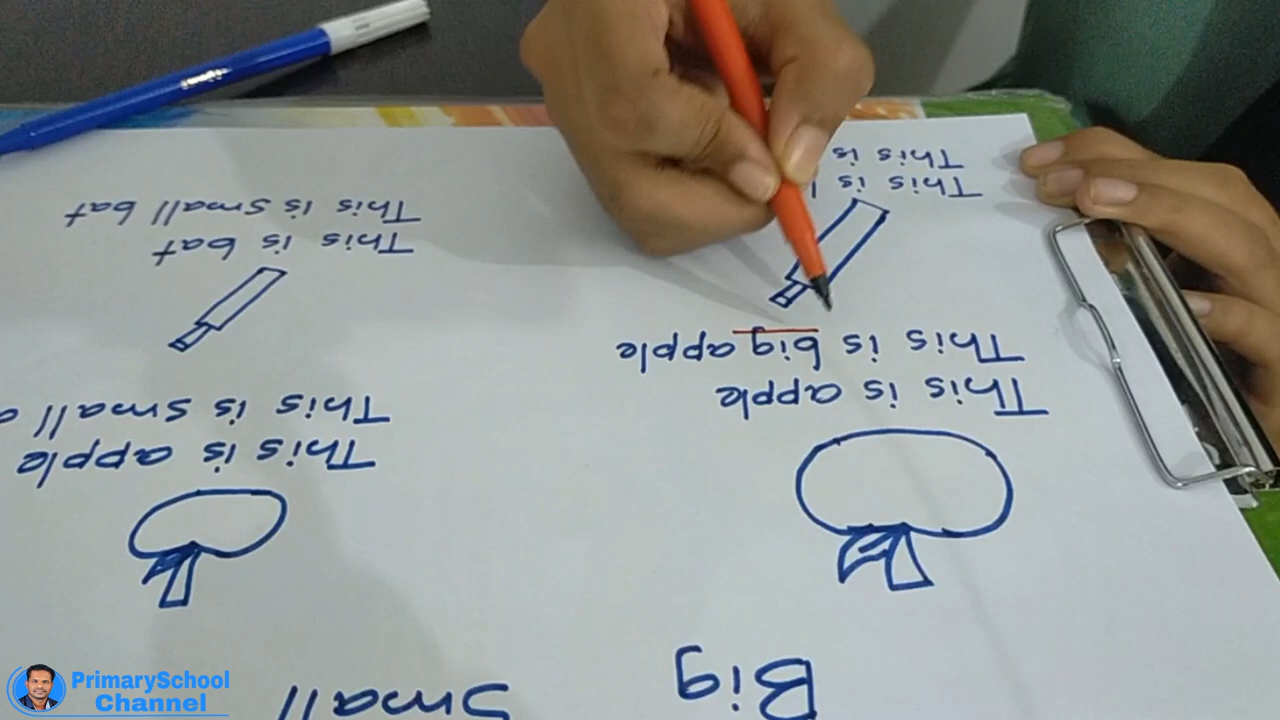 Big
This is apple
This is big apple
This is
This is
Small
This is apple
This is small
This is bat
This is small bat
PrimarySchool
Channel